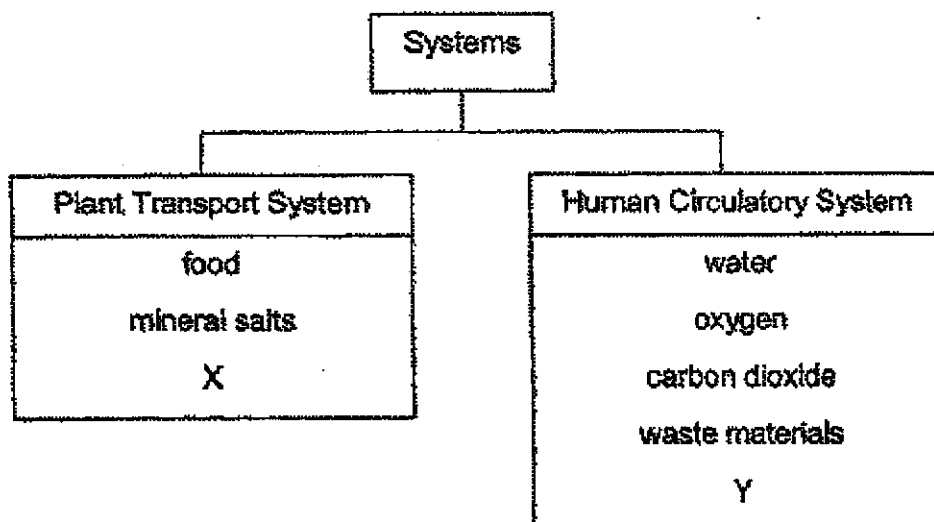 Systems
Plant Transport System
food
mineral salts
X
Human Circulatory System
water
oxygen
carbon dioxide
waste materials
Y